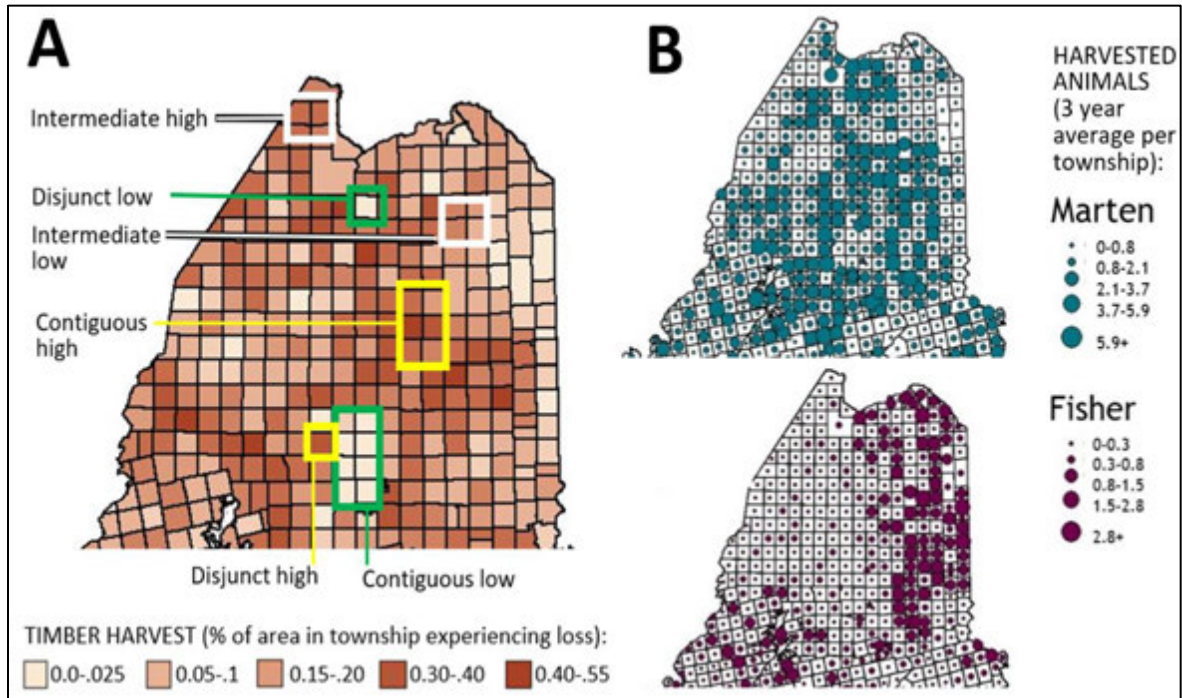 A
Intermediate high
Disjunct low
Intermediate
low
Contiguous
high
Disjunct high
Contiguous low
TIMBER HARVEST (% of area in township experiencing loss):
0.0-.025
0.05-.1
0.15-.20
0.30-.40
0.40-.55
B
HARVESTED
ANIMALS
(3 year
average per
township):
Marten
0-0.8
0.8-2.1
2.1-3.7
3.7-5.9
5.9+
Fisher
0-0.3
0.3-0.8
0.8-1.5
1.5-2.8
2.8+